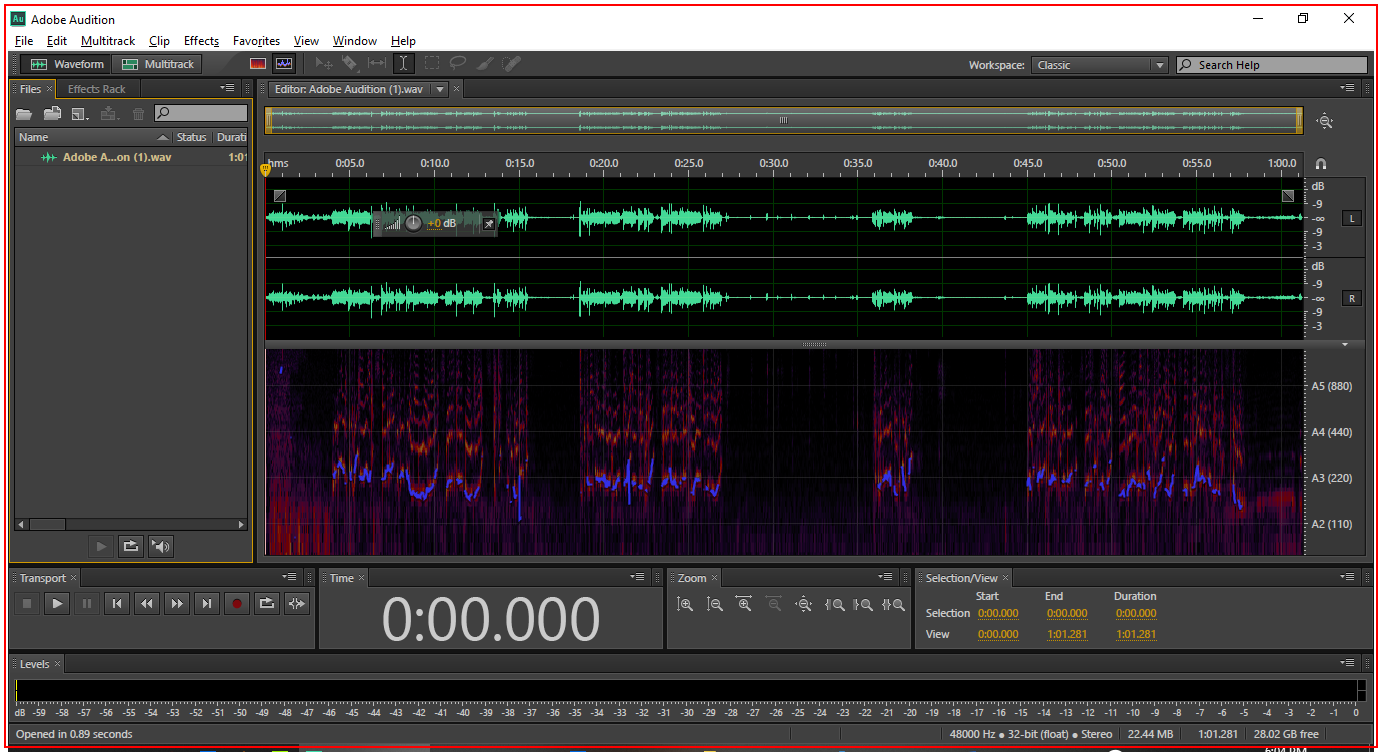 Au Adobe Audition
File Edit Multitrack Clip Effects Favorites View Window Help
Waveform Multitrack Workspace: Classic Search Help
Files × Effects Rack Editor: Adobe Audition (1).wav ×
Name Status Durati
Adobe A...on (1).wav 1:01
hms 0:05.0 0:10.0 0:15.0 0:20.0 0:25.0 0:30.0 0:35.0 0:40.0 0:45.0 0:50.0 0:55.0 1:00.0
dB
-9
-∞ L
-9
-3
+0 dB
dB
-9
-∞ R
-9
-3
A5 (880)
A4 (440)
A3 (220)
A2 (110)
Transport × Time × Zoom × Selection/View ×
Start End Duration
Selection 0:00.000 0:00.000 0:00.000
View 0:00.000 1:01.281 1:01.281
0:00.000
Levels ×
dB -59 -58 -57 -56 -55 -54 -53 -52 -51 -50 -49 -48 -47 -46 -45 -44 -43 -42 -41 -40 -39 -38 -37 -36 -35 -34 -33 -32 -31 -30 -29 -28 -27 -26 -25 -24 -23 -22 -21 -20 -19 -18 -17 -16 -15 -14 -13 -12 -11 -10 -9 -8 -7 -6 -5 -4 -3 -2 -1 0
Opened in 0.89 seconds 48000 Hz ● 32-bit (float) ● Stereo 22.44 MB 1:01.281 28.02 GB free